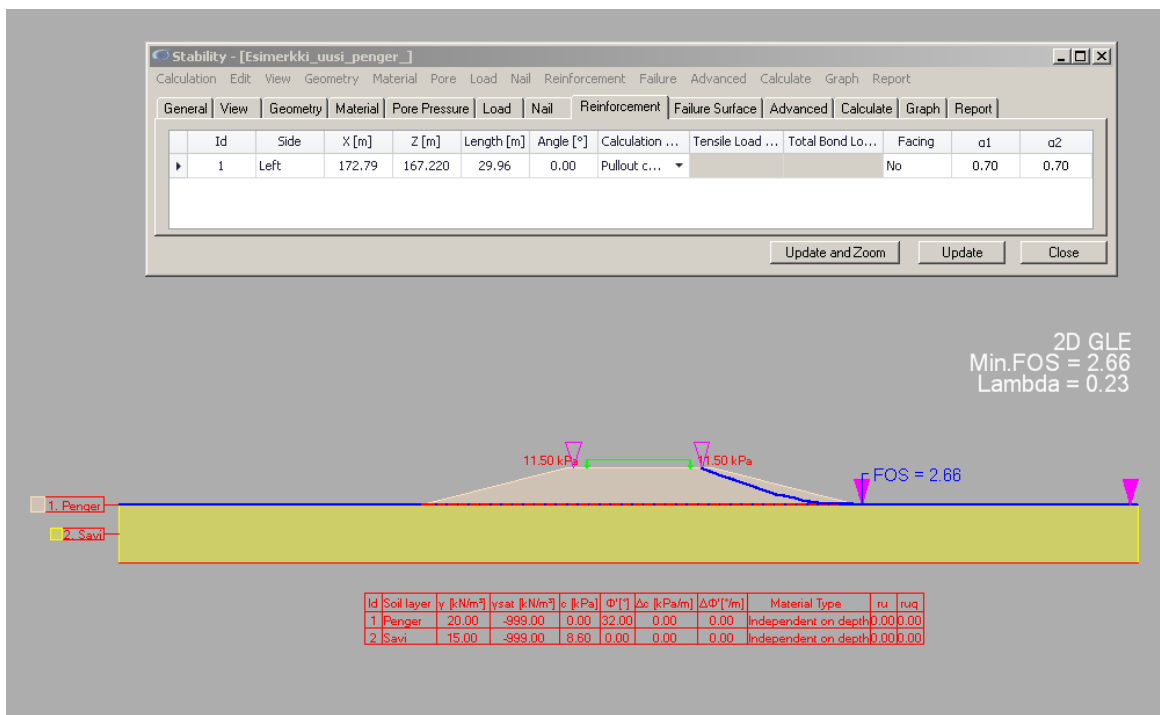 Stability - [Esimerkki_uusi_penger_]
Calculation Edit View Geometry Material Pore Load Nail Reinforcement Failure Advanced Calculate Graph Report
General View Geometry Material Pore Pressure Load Nail Reinforcement Failure Surface Advanced Calculate Graph Report
Id Side X [m] Z [m] Length [m] Angle [°] Calculation ... Tensile Load ... Total Bond Lo... Facing α1 α2
1 Left 172.79 167.220 29.96 0.00 Pullout c... No 0.70 0.70
Update and Zoom Update Close
2D GLE
Min.FOS = 2.66
Lambda = 0.23
11.50 kPa 11.50 kPa
FOS = 2.66
1. Penger
2. Savi
Id Soil layer γ [kN/m³] γsat [kN/m³] c [kPa] Φ'[°] Δc [kPa/m] ΔΦ'[°/m] Material Type ru ruq
1 Penger 20.00 -999.00 0.00 32.00 0.00 0.00 Independent on depth 0.00 0.00
2 Savi 15.00 -999.00 8.60 0.00 0.00 0.00 Independent on depth 0.00 0.00